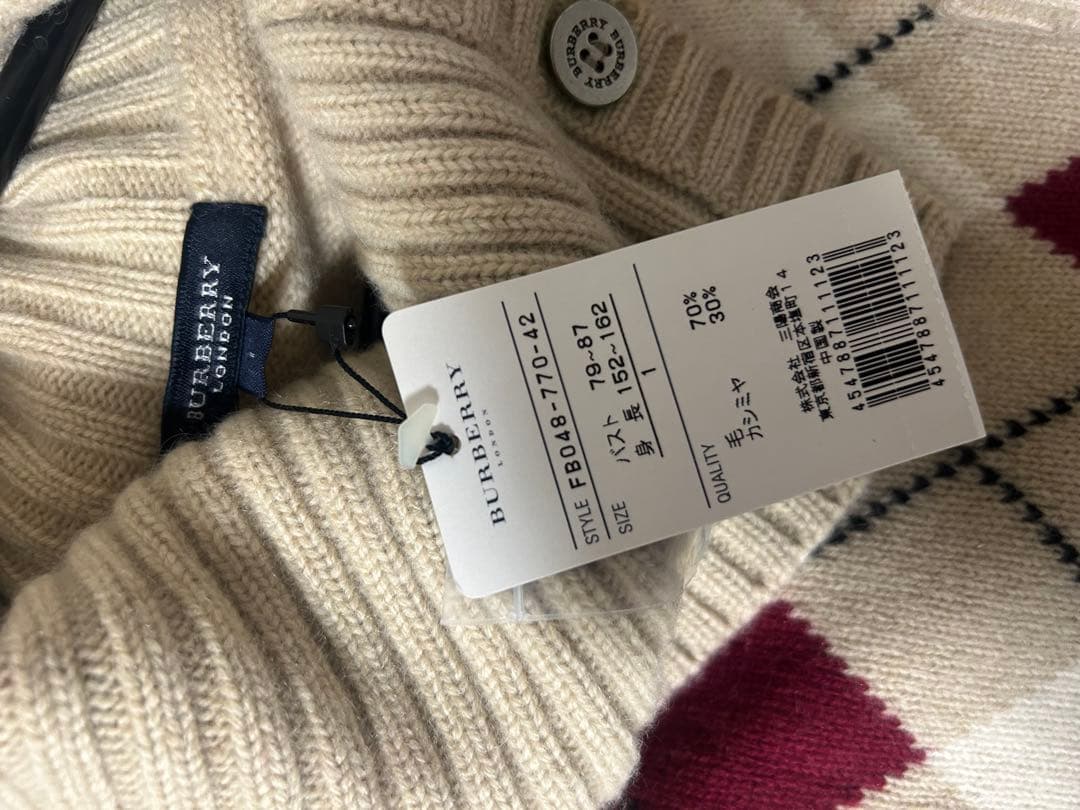 BURBERRY BURBERRY
BURBERRY
LONDON
BURBERRY
LONDON
STYLE FB048-770-42
SIZE バスト 79~87
身長 152~162
1
QUALITY
毛 70%
カシミヤ 30%
株式会社 三陽商会
東京都新宿区本塩町14
中国製
4547887111123
4547887111123